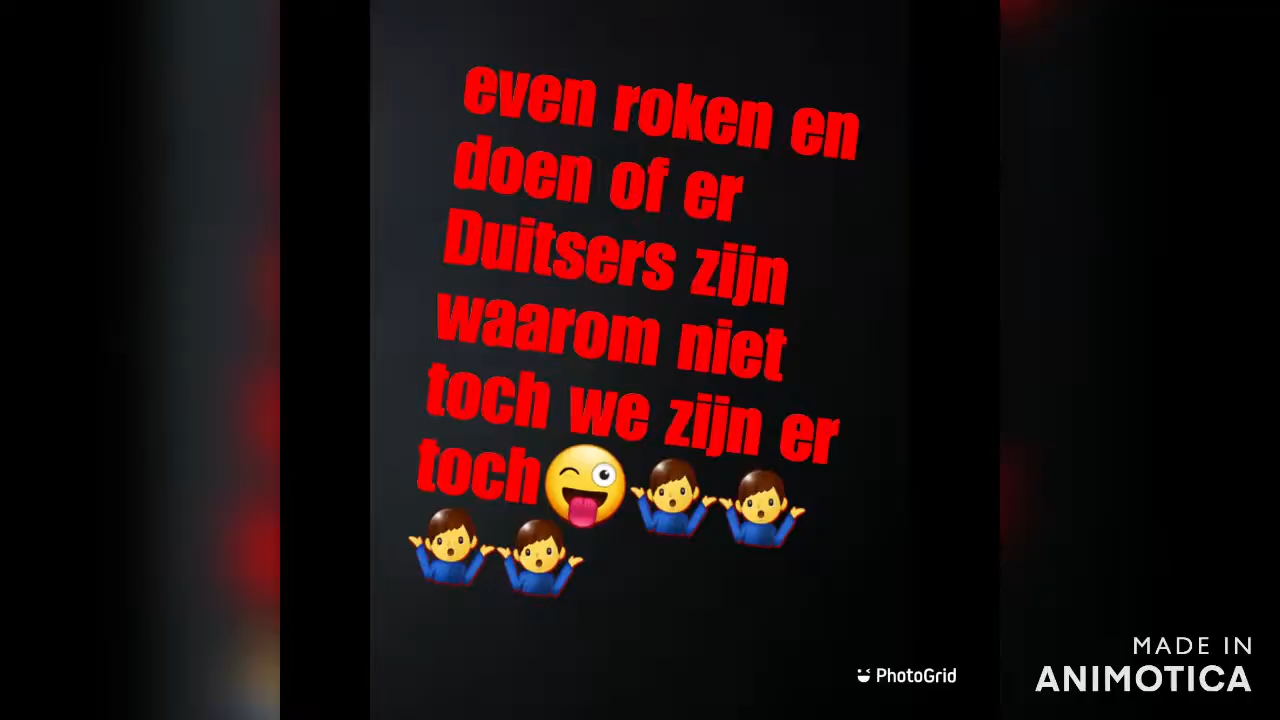 even roken en
doen of er
Duitsers zijn
waarom niet
toch we zijn er
toch😜🤷‍♂️🤷‍♂️
🤷‍♂️🤷‍♂️
PhotoGrid
MADE IN
ANIMOTICA